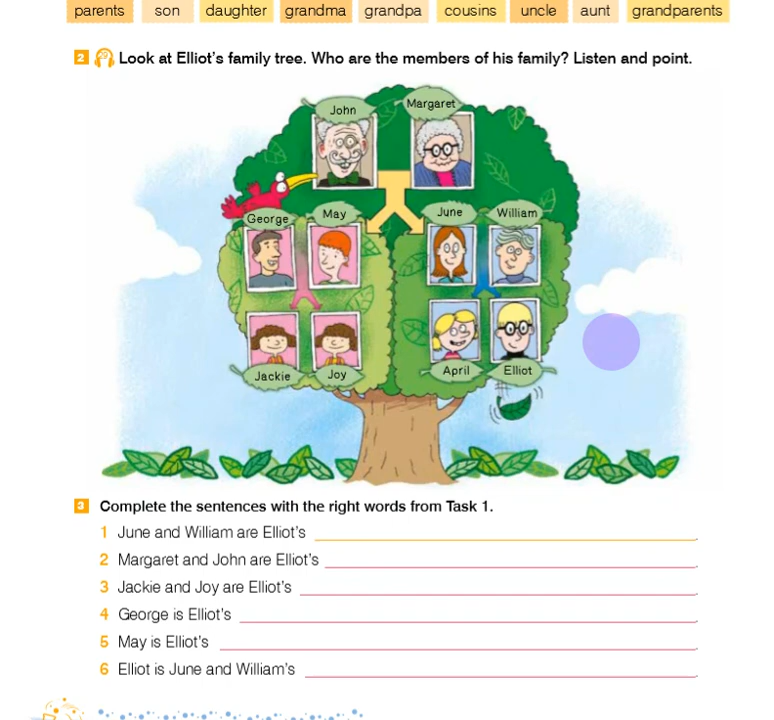 parents son daughter grandma grandpa cousins uncle aunt grandparents
2 Look at Elliot's family tree. Who are the members of his family? Listen and point.
John Margaret
George May June William
Jackie Joy April Elliot
3 Complete the sentences with the right words from Task 1.
1 June and William are Elliot's .
2 Margaret and John are Elliot's .
3 Jackie and Joy are Elliot's .
4 George is Elliot's .
5 May is Elliot's .
6 Elliot is June and William's .